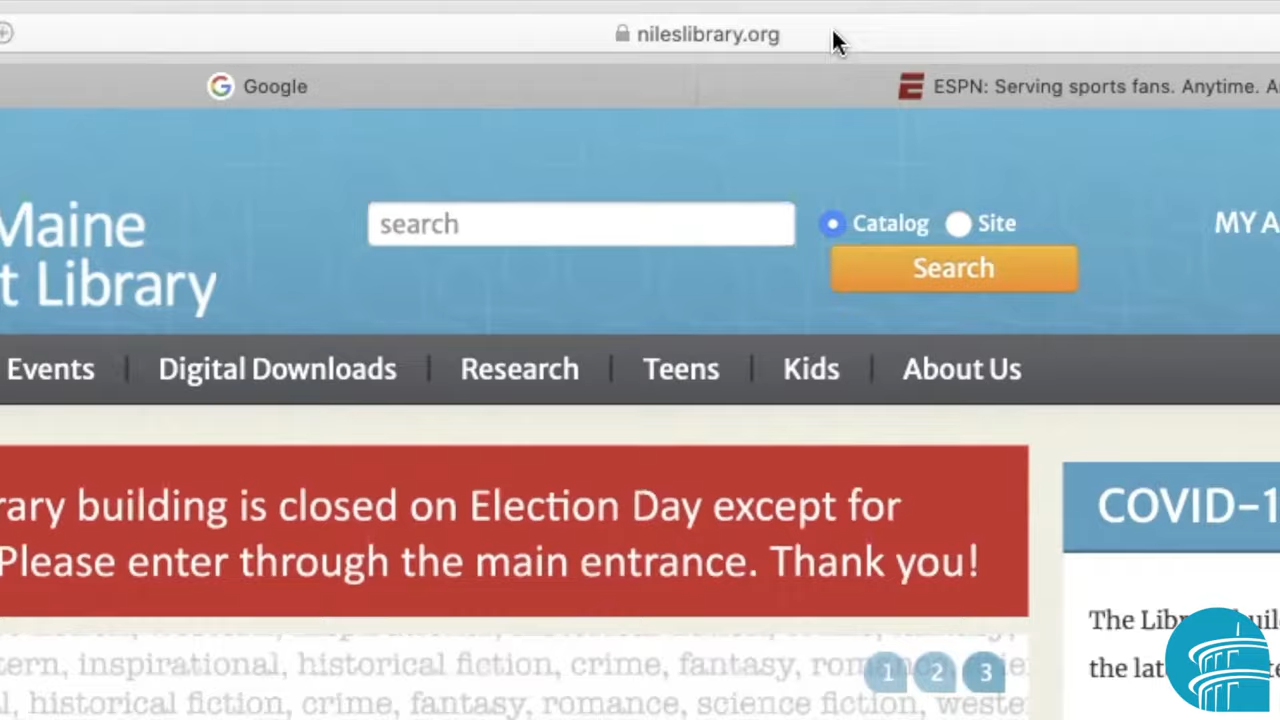 nileslibrary.org
Google
ESPN: Serving sports fans. Anytime. A
Maine
t Library
search
Catalog
Site
MY A
Search
Events
Digital Downloads
Research
Teens
Kids
About Us
rary building is closed on Election Day except for
Please enter through the main entrance. Thank you!
COVID-1
The Lib
the lat
tern, inspirational, historical fiction, crime, fantasy, romance,
1 2 3
l, historical fiction, crime, fantasy, romance, science fiction, weste